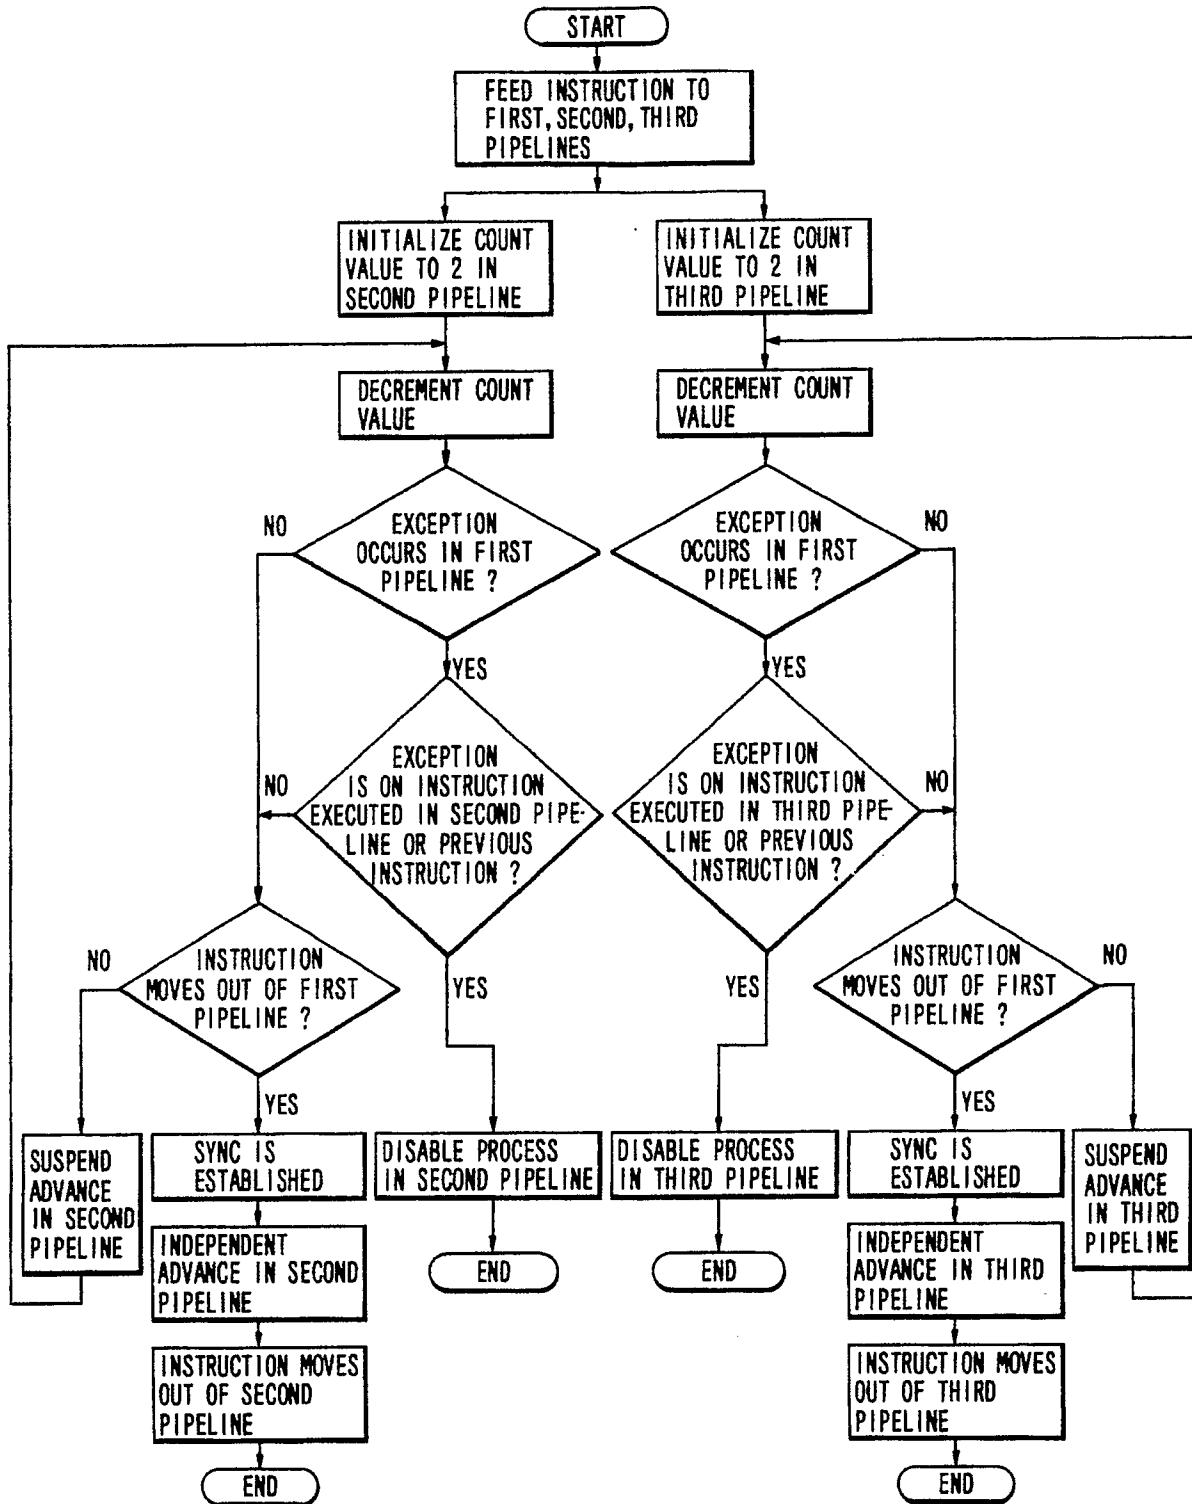 START
FEED INSTRUCTION TO
FIRST, SECOND, THIRD
PIPELINES
INITIALIZE COUNT
VALUE TO 2 IN
SECOND PIPELINE
INITIALIZE COUNT
VALUE TO 2 IN
THIRD PIPELINE
DECREMENT COUNT
VALUE
DECREMENT COUNT
VALUE
NO
EXCEPTION
OCCURS IN FIRST
PIPELINE ?
YES
EXCEPTION
OCCURS IN FIRST
PIPELINE ?
NO
YES
NO
EXCEPTION
IS ON INSTRUCTION
EXECUTED IN SECOND PIPE-
LINE OR PREVIOUS
INSTRUCTION ?
YES
EXCEPTION
IS ON INSTRUCTION
EXECUTED IN THIRD PIPE-
LINE OR PREVIOUS
INSTRUCTION ?
NO
YES
NO
INSTRUCTION
MOVES OUT OF FIRST
PIPELINE ?
YES
INSTRUCTION
MOVES OUT OF FIRST
PIPELINE ?
NO
YES
SUSPEND
ADVANCE
IN SECOND
PIPELINE
SYNC IS
ESTABLISHED
DISABLE PROCESS
IN SECOND PIPELINE
DISABLE PROCESS
IN THIRD PIPELINE
SYNC IS
ESTABLISHED
SUSPEND
ADVANCE
IN THIRD
PIPELINE
INDEPENDENT
ADVANCE IN SECOND
PIPELINE
END
END
INDEPENDENT
ADVANCE IN THIRD
PIPELINE
INSTRUCTION MOVES
OUT OF SECOND
PIPELINE
INSTRUCTION MOVES
OUT OF THIRD
PIPELINE
END
END